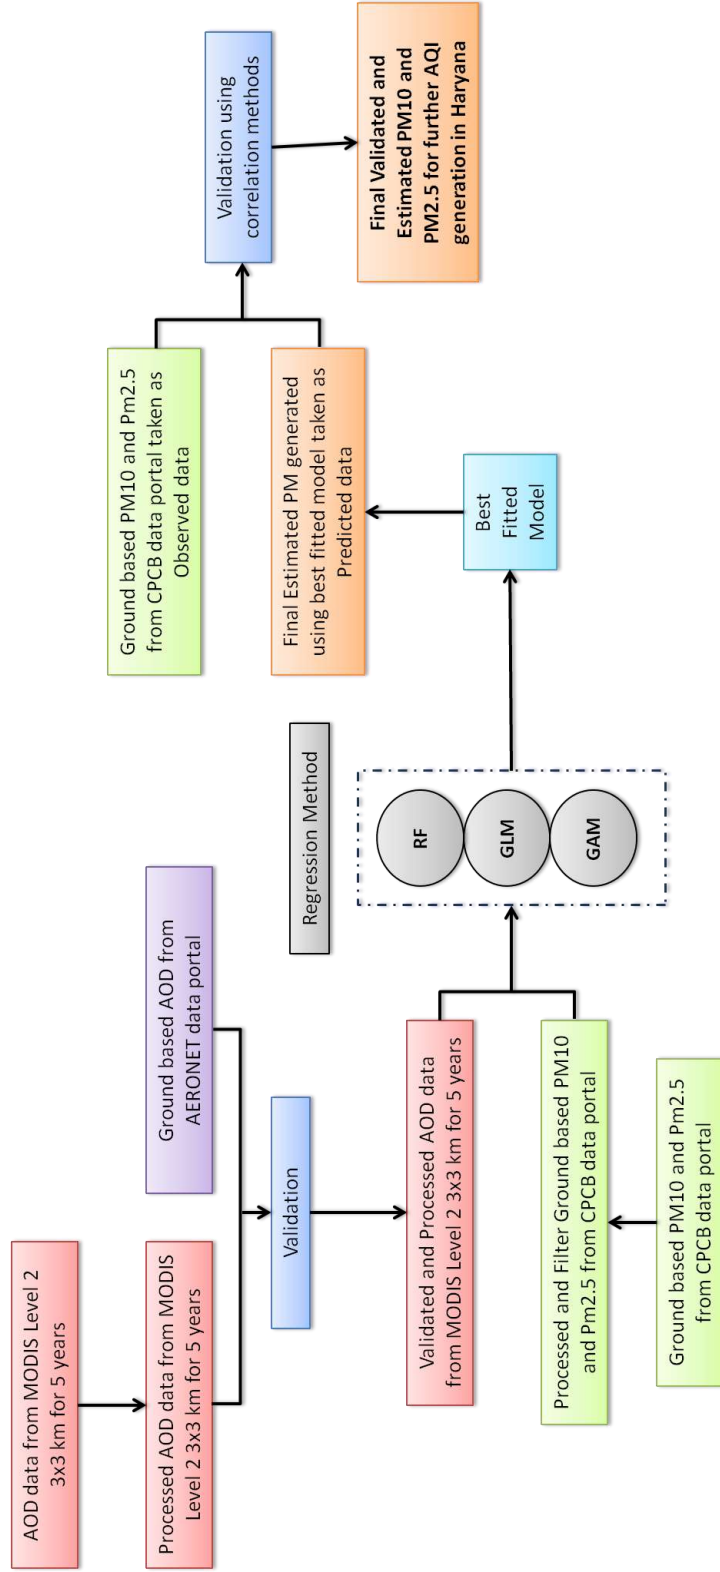 AOD data from MODIS Level 2
3x3 km for 5 years
Processed AOD data from MODIS
Level 2 3x3 km for 5 years
Ground based AOD from
AERONET data portal
Validation
Validated and Processed AOD data
from MODIS Level 2 3x3 km for 5 years
Processed and Filter Ground based PM10
and Pm2.5 from CPCB data portal
Ground based PM10 and Pm2.5
from CPCB data portal
Regression Method
RF
GLM
GAM
Best
Fitted
Model
Ground based PM10 and Pm2.5
from CPCB data portal taken as
Observed data
Final Estimated PM generated
using best fitted model taken as
Predicted data
Validation using
correlation methods
Final Validated and
Estimated PM10 and
PM2.5 for further AQI
generation in Haryana